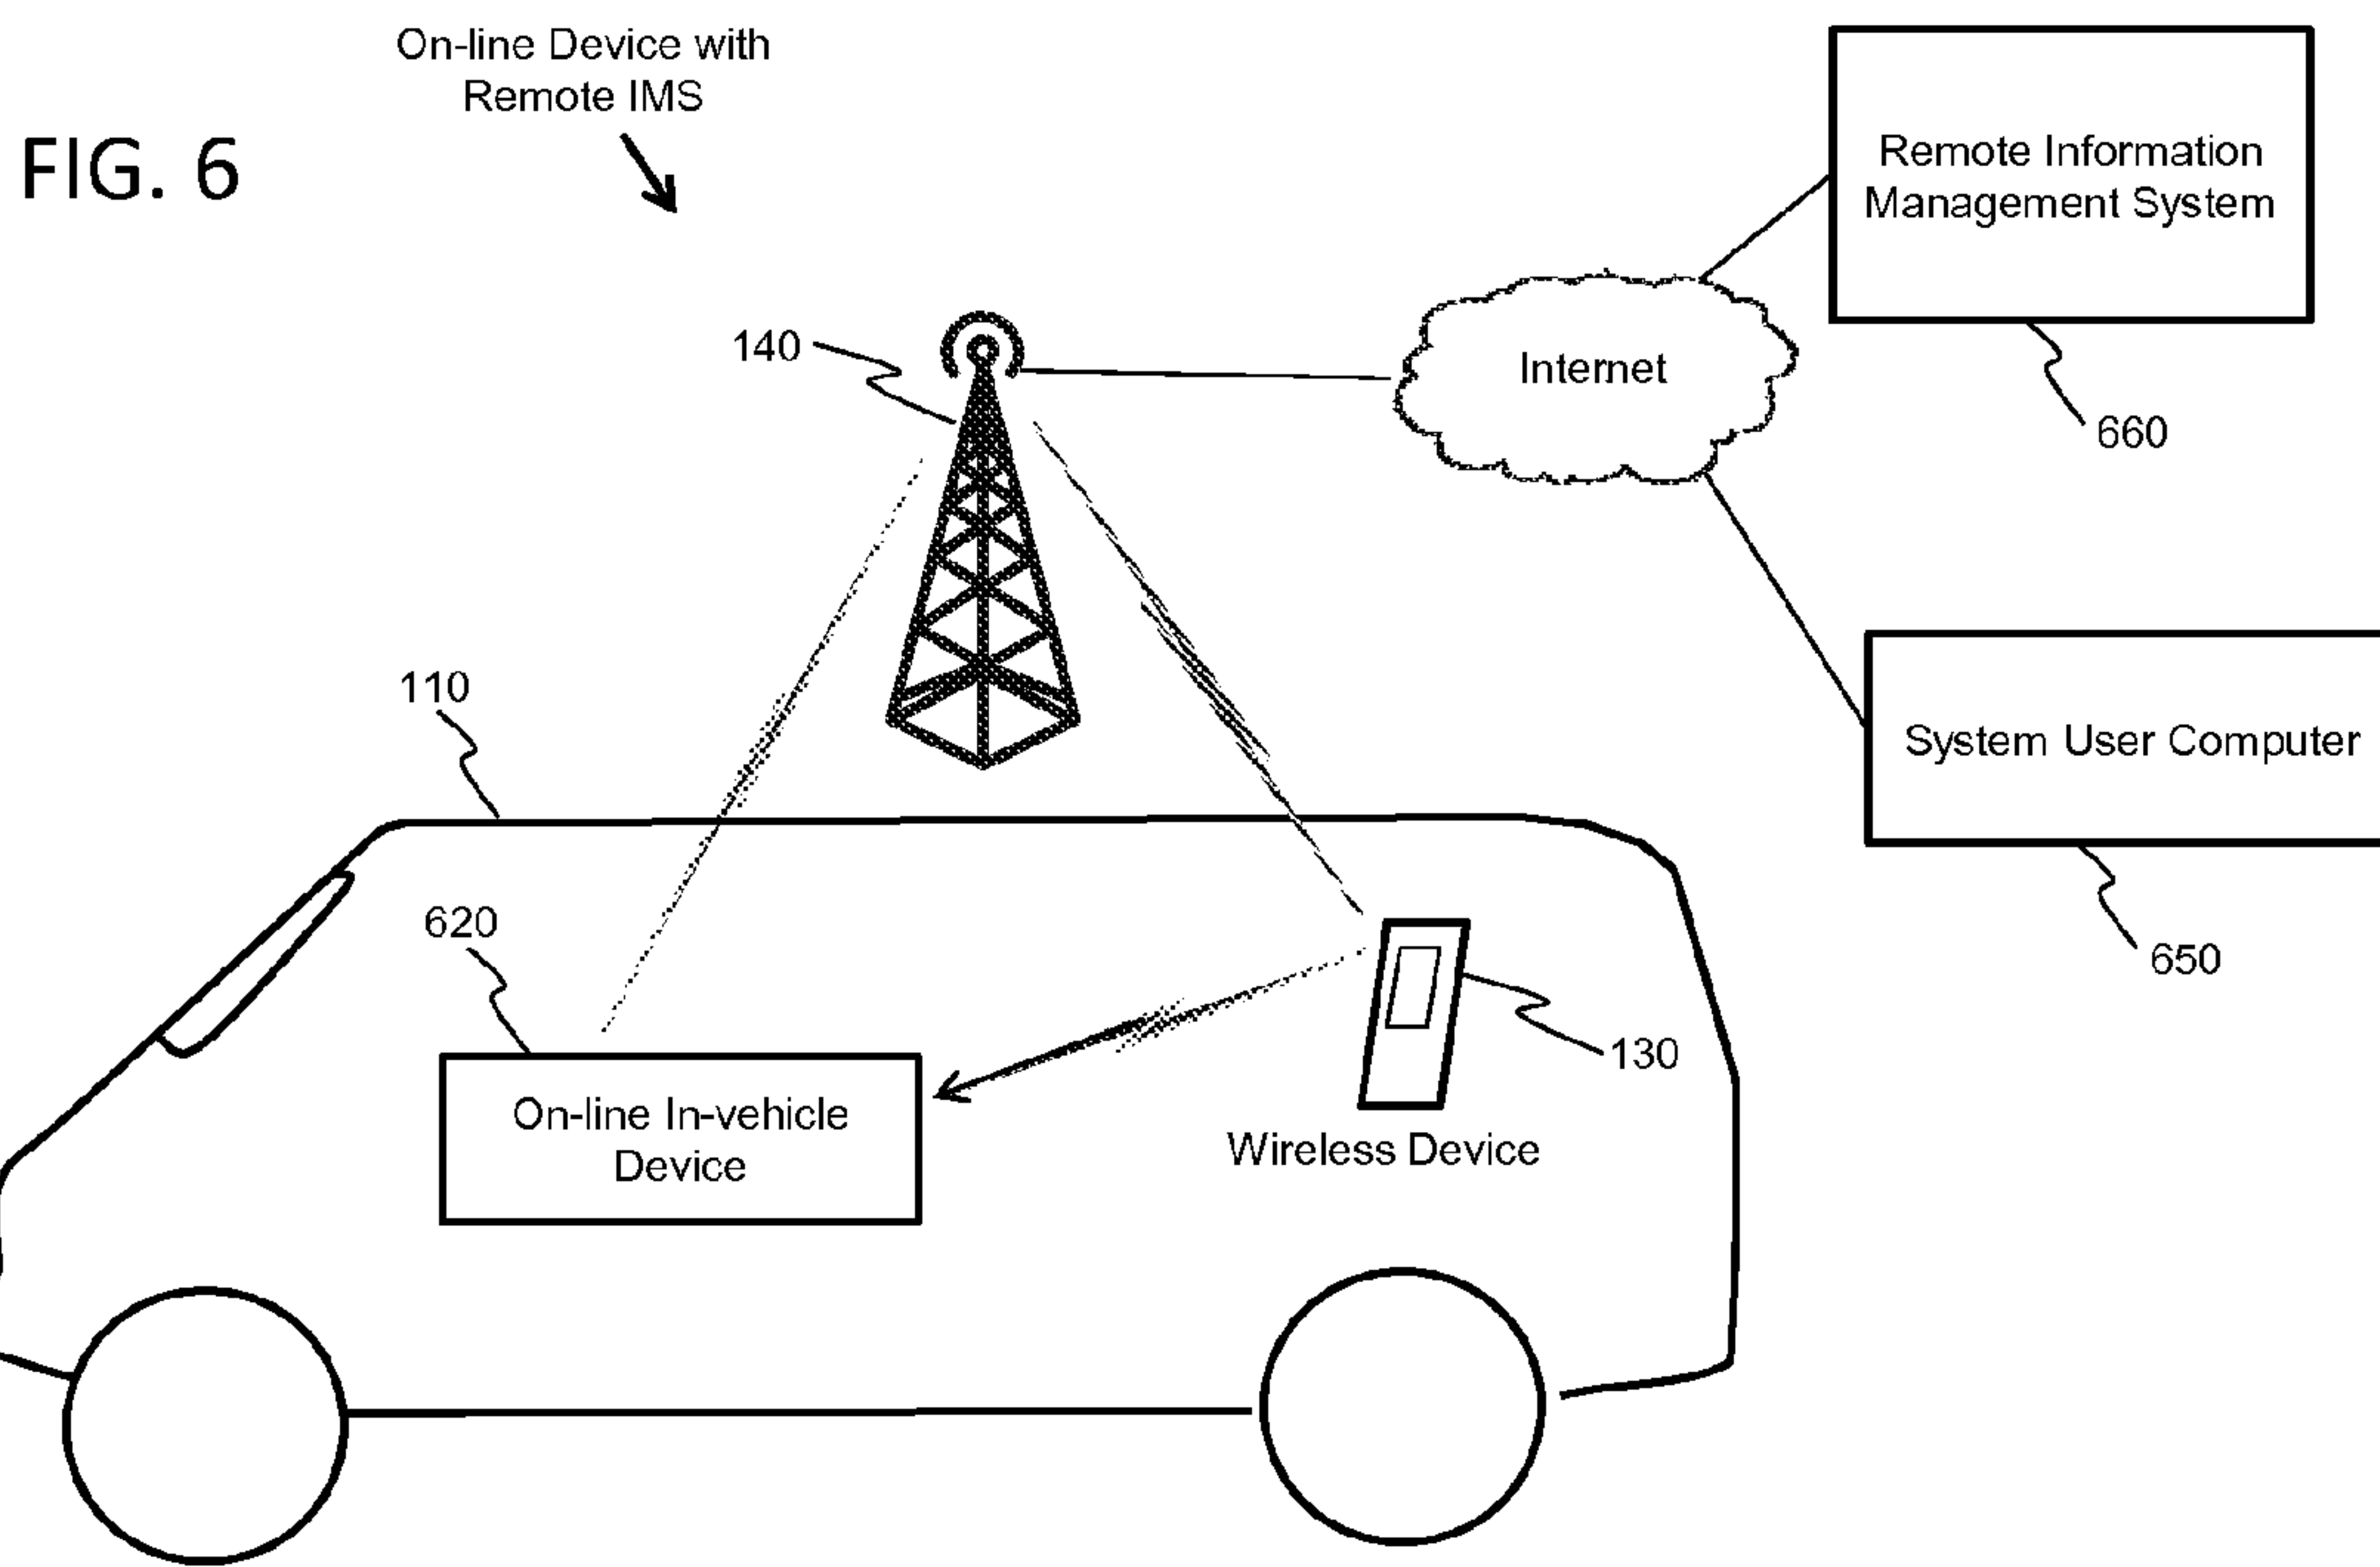 On-line Device with
Remote IMS
FIG. 6
Remote Information
Management System
140
Internet
660
110
System User Computer
620
650
130
On-line In-vehicle
Device
Wireless Device